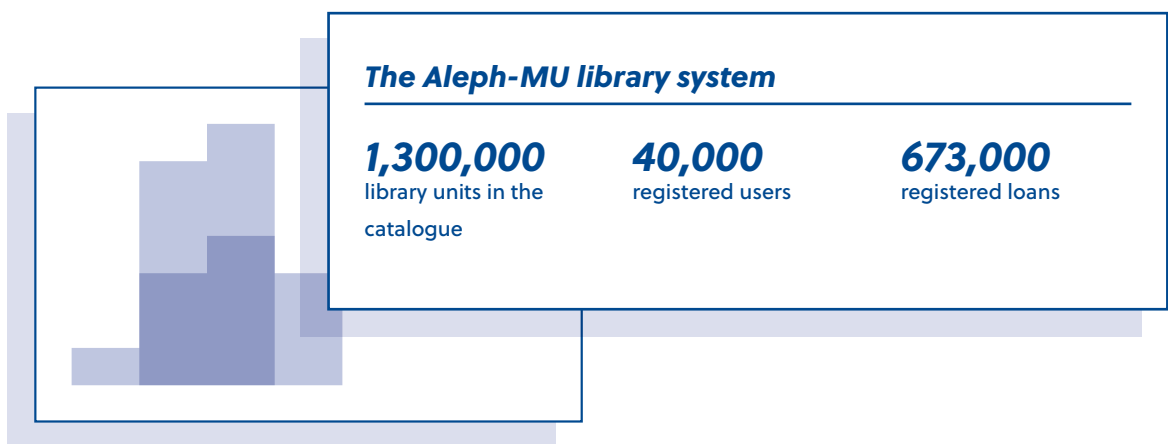 The Aleph-MU library system
1,300,000
library units in the
catalogue
40,000
registered users
673,000
registered loans